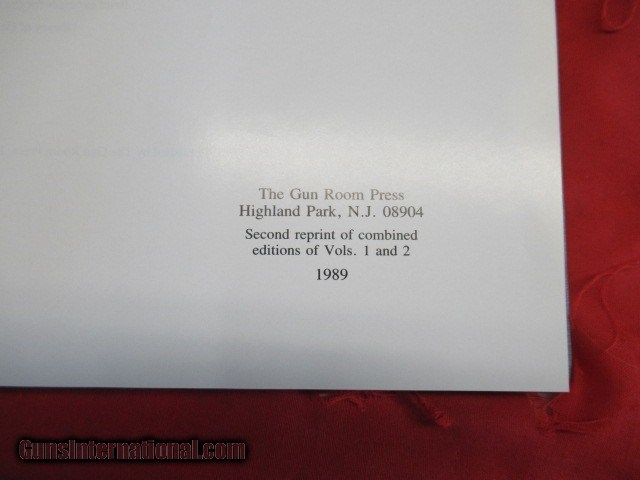 The Gun Room Press
Highland Park, N.J. 08904
Second reprint of combined
editions of Vols. 1 and 2
1989
GunsInternational.com